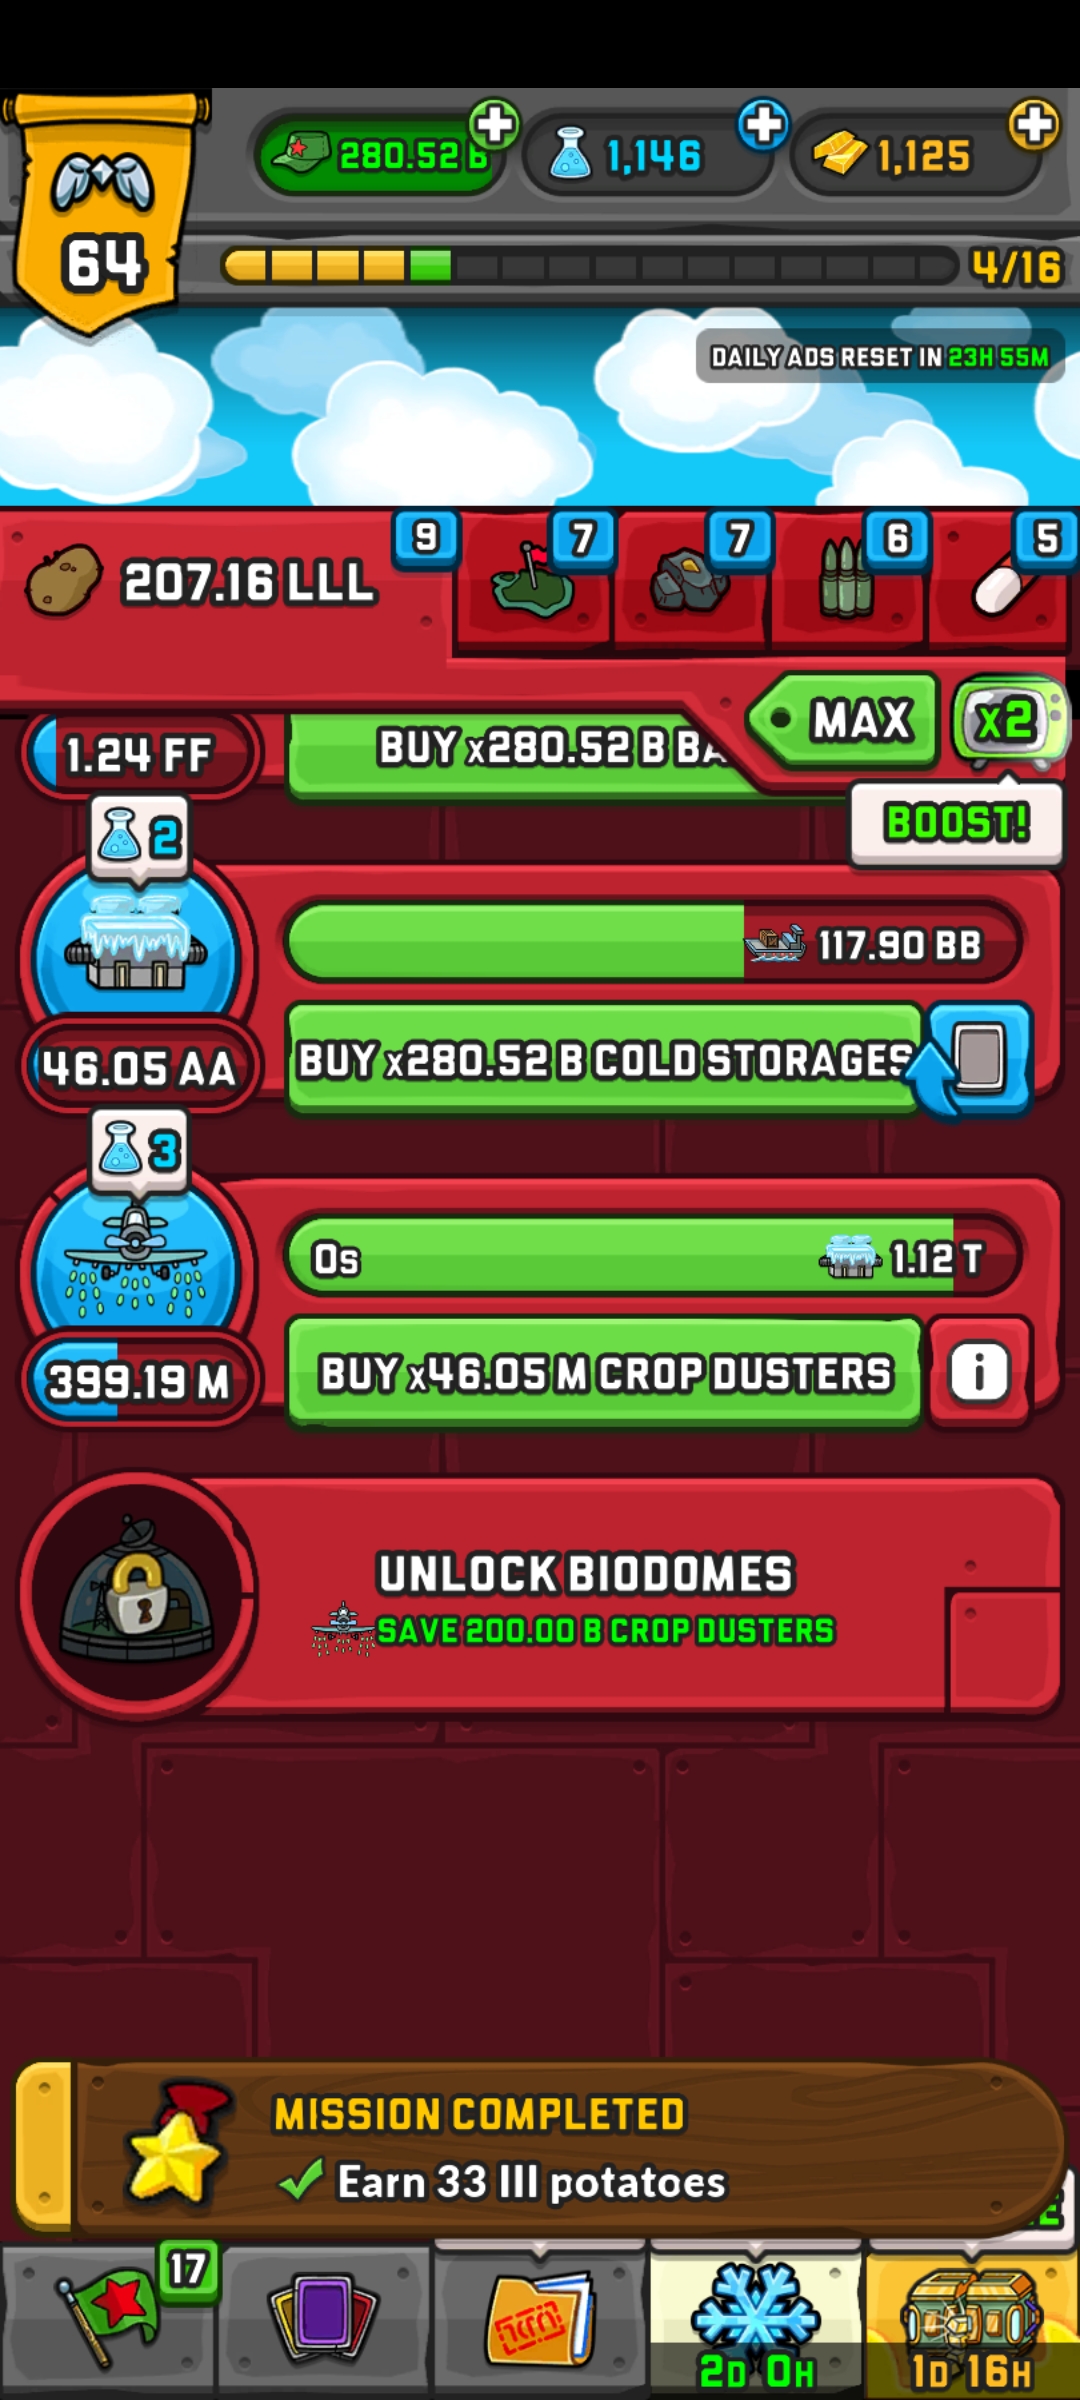 280.52 B
1,146
1,125
64
4/16
DAILY ADS RESET IN 23H 55M
9
7
7
6
5
207.16 LLL
MAX
x2
1.24 FF
BUY x280.52 B
BOOST!
2
117.90 BB
46.05 AA
BUY x280.52 B COLD STORAGES
3
0s
1.12 T
399.19 M
BUY x46.05 M CROP DUSTERS
i
UNLOCK BIODOMES
SAVE 200.00 B CROP DUSTERS
MISSION COMPLETED
Earn 33 III potatoes
17
2D 0H
1D 16H